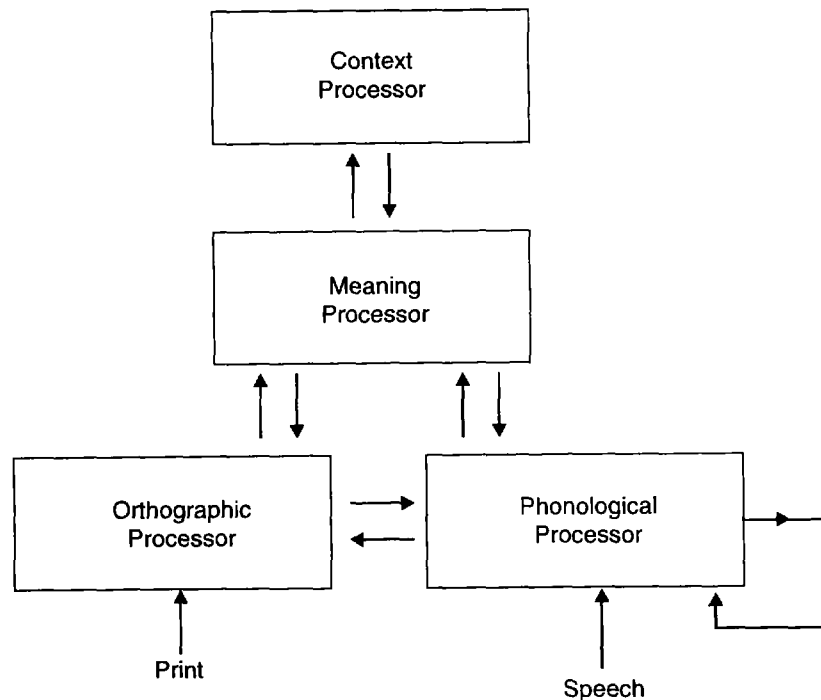 Context
Processor
Meaning
Processor
Orthographic
Processor
Phonological
Processor
Print
Speech